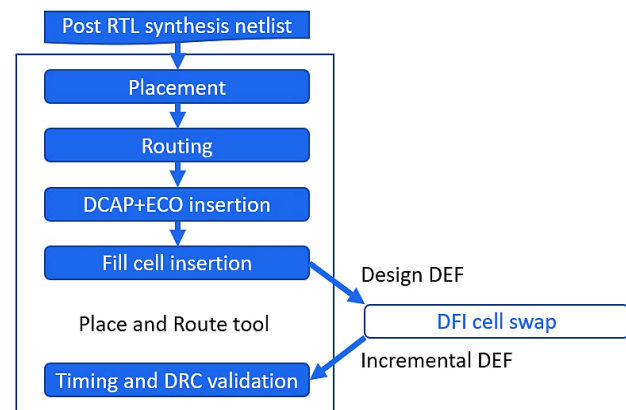 Post RTL synthesis netlist
Placement
Routing
DCAP+ECO insertion
Fill cell insertion
Design DEF
Place and Route tool
DFI cell swap
Incremental DEF
Timing and DRC validation